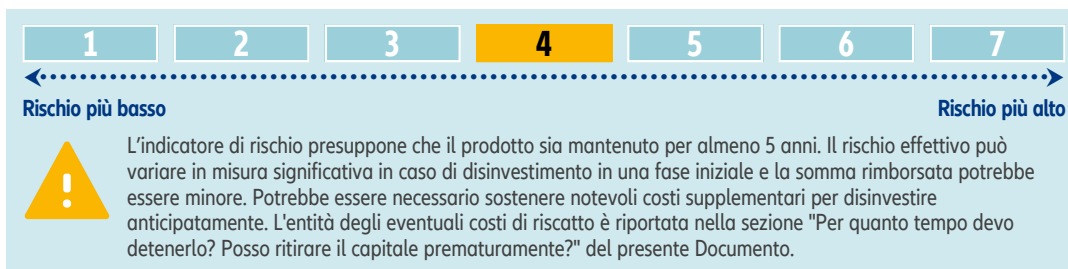 1 2 3 4 5 6 7
Rischio più basso Rischio più alto
L'indicatore di rischio presuppone che il prodotto sia mantenuto per almeno 5 anni. Il rischio effettivo può
variare in misura significativa in caso di disinvestimento in una fase iniziale e la somma rimborsata potrebbe
essere minore. Potrebbe essere necessario sostenere notevoli costi supplementari per disinvestire
anticipatamente. L'entità degli eventuali costi di riscatto è riportata nella sezione "Per quanto tempo devo
detenerlo? Posso ritirare il capitale prematuramente?" del presente Documento.